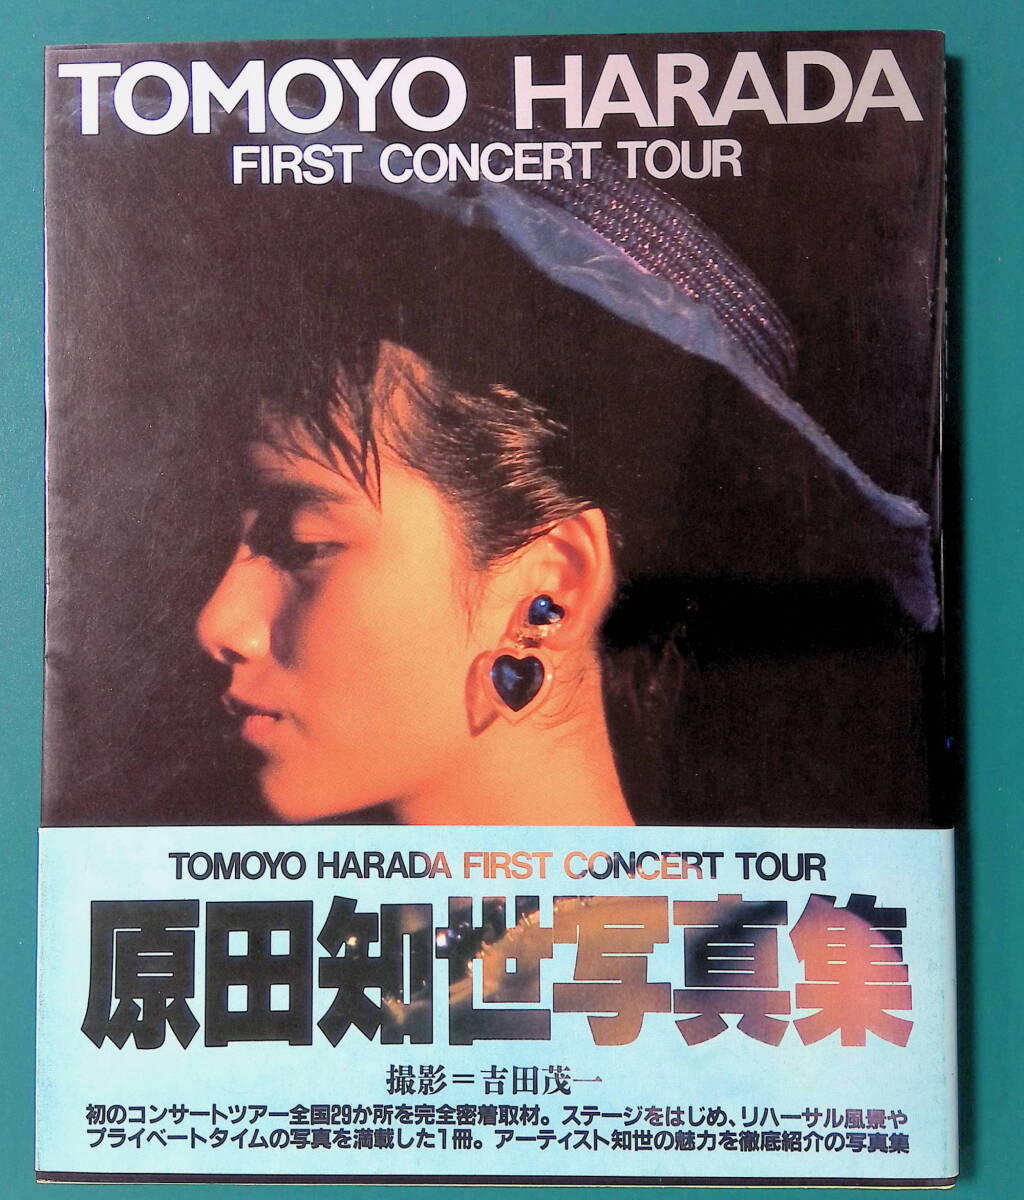 TOMOYO HARADA
FIRST CONCERT TOUR
TOMOYO HARADA FIRST CONCERT TOUR
原田知世写真集
撮影=吉田茂一
初のコンサートツアー全国29か所を完全密着取材。ステージをはじめ、リハーサル風景や
プライベートタイムの写真を満載した1冊。アーティスト知世の魅力を徹底紹介の写真集